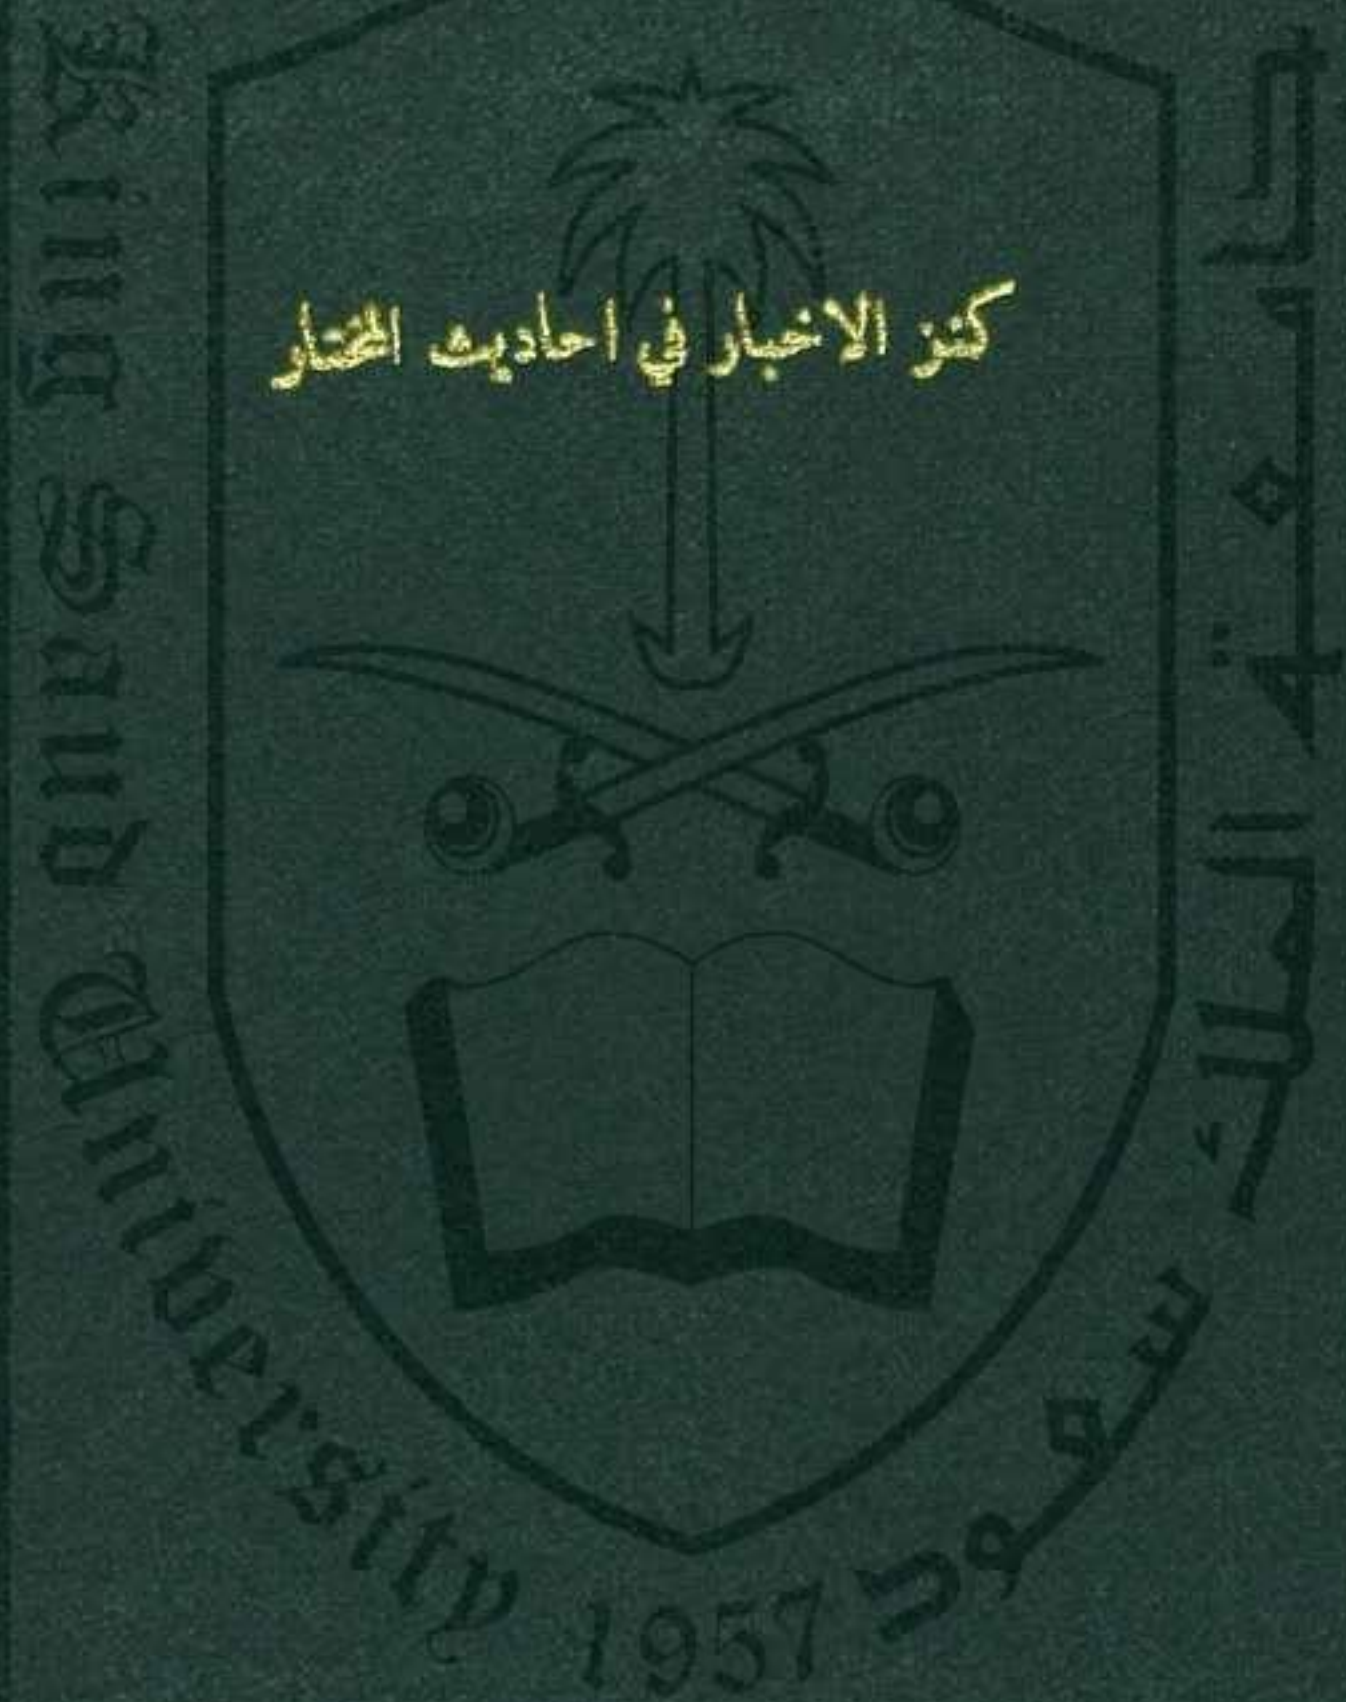 كنز الاخبار في احاديث المختار
King Saud University
1957
جامعة الملك سعود